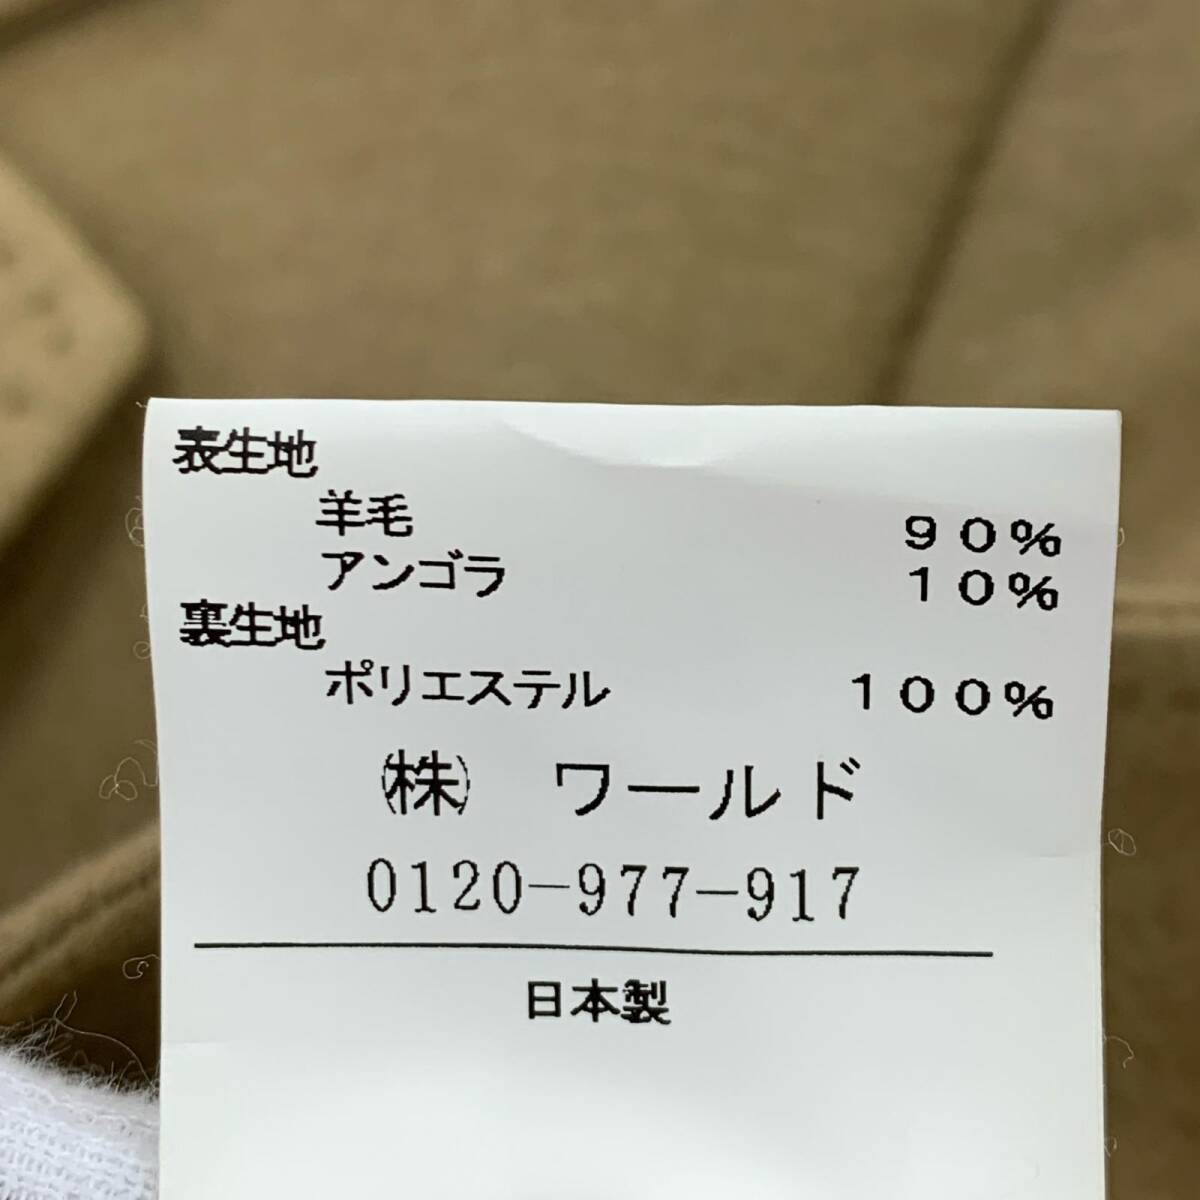 表生地
羊毛 90%
アンゴラ 10%
裏生地
ポリエステル 100%
㈱ ワールド
0120-977-917
日本製